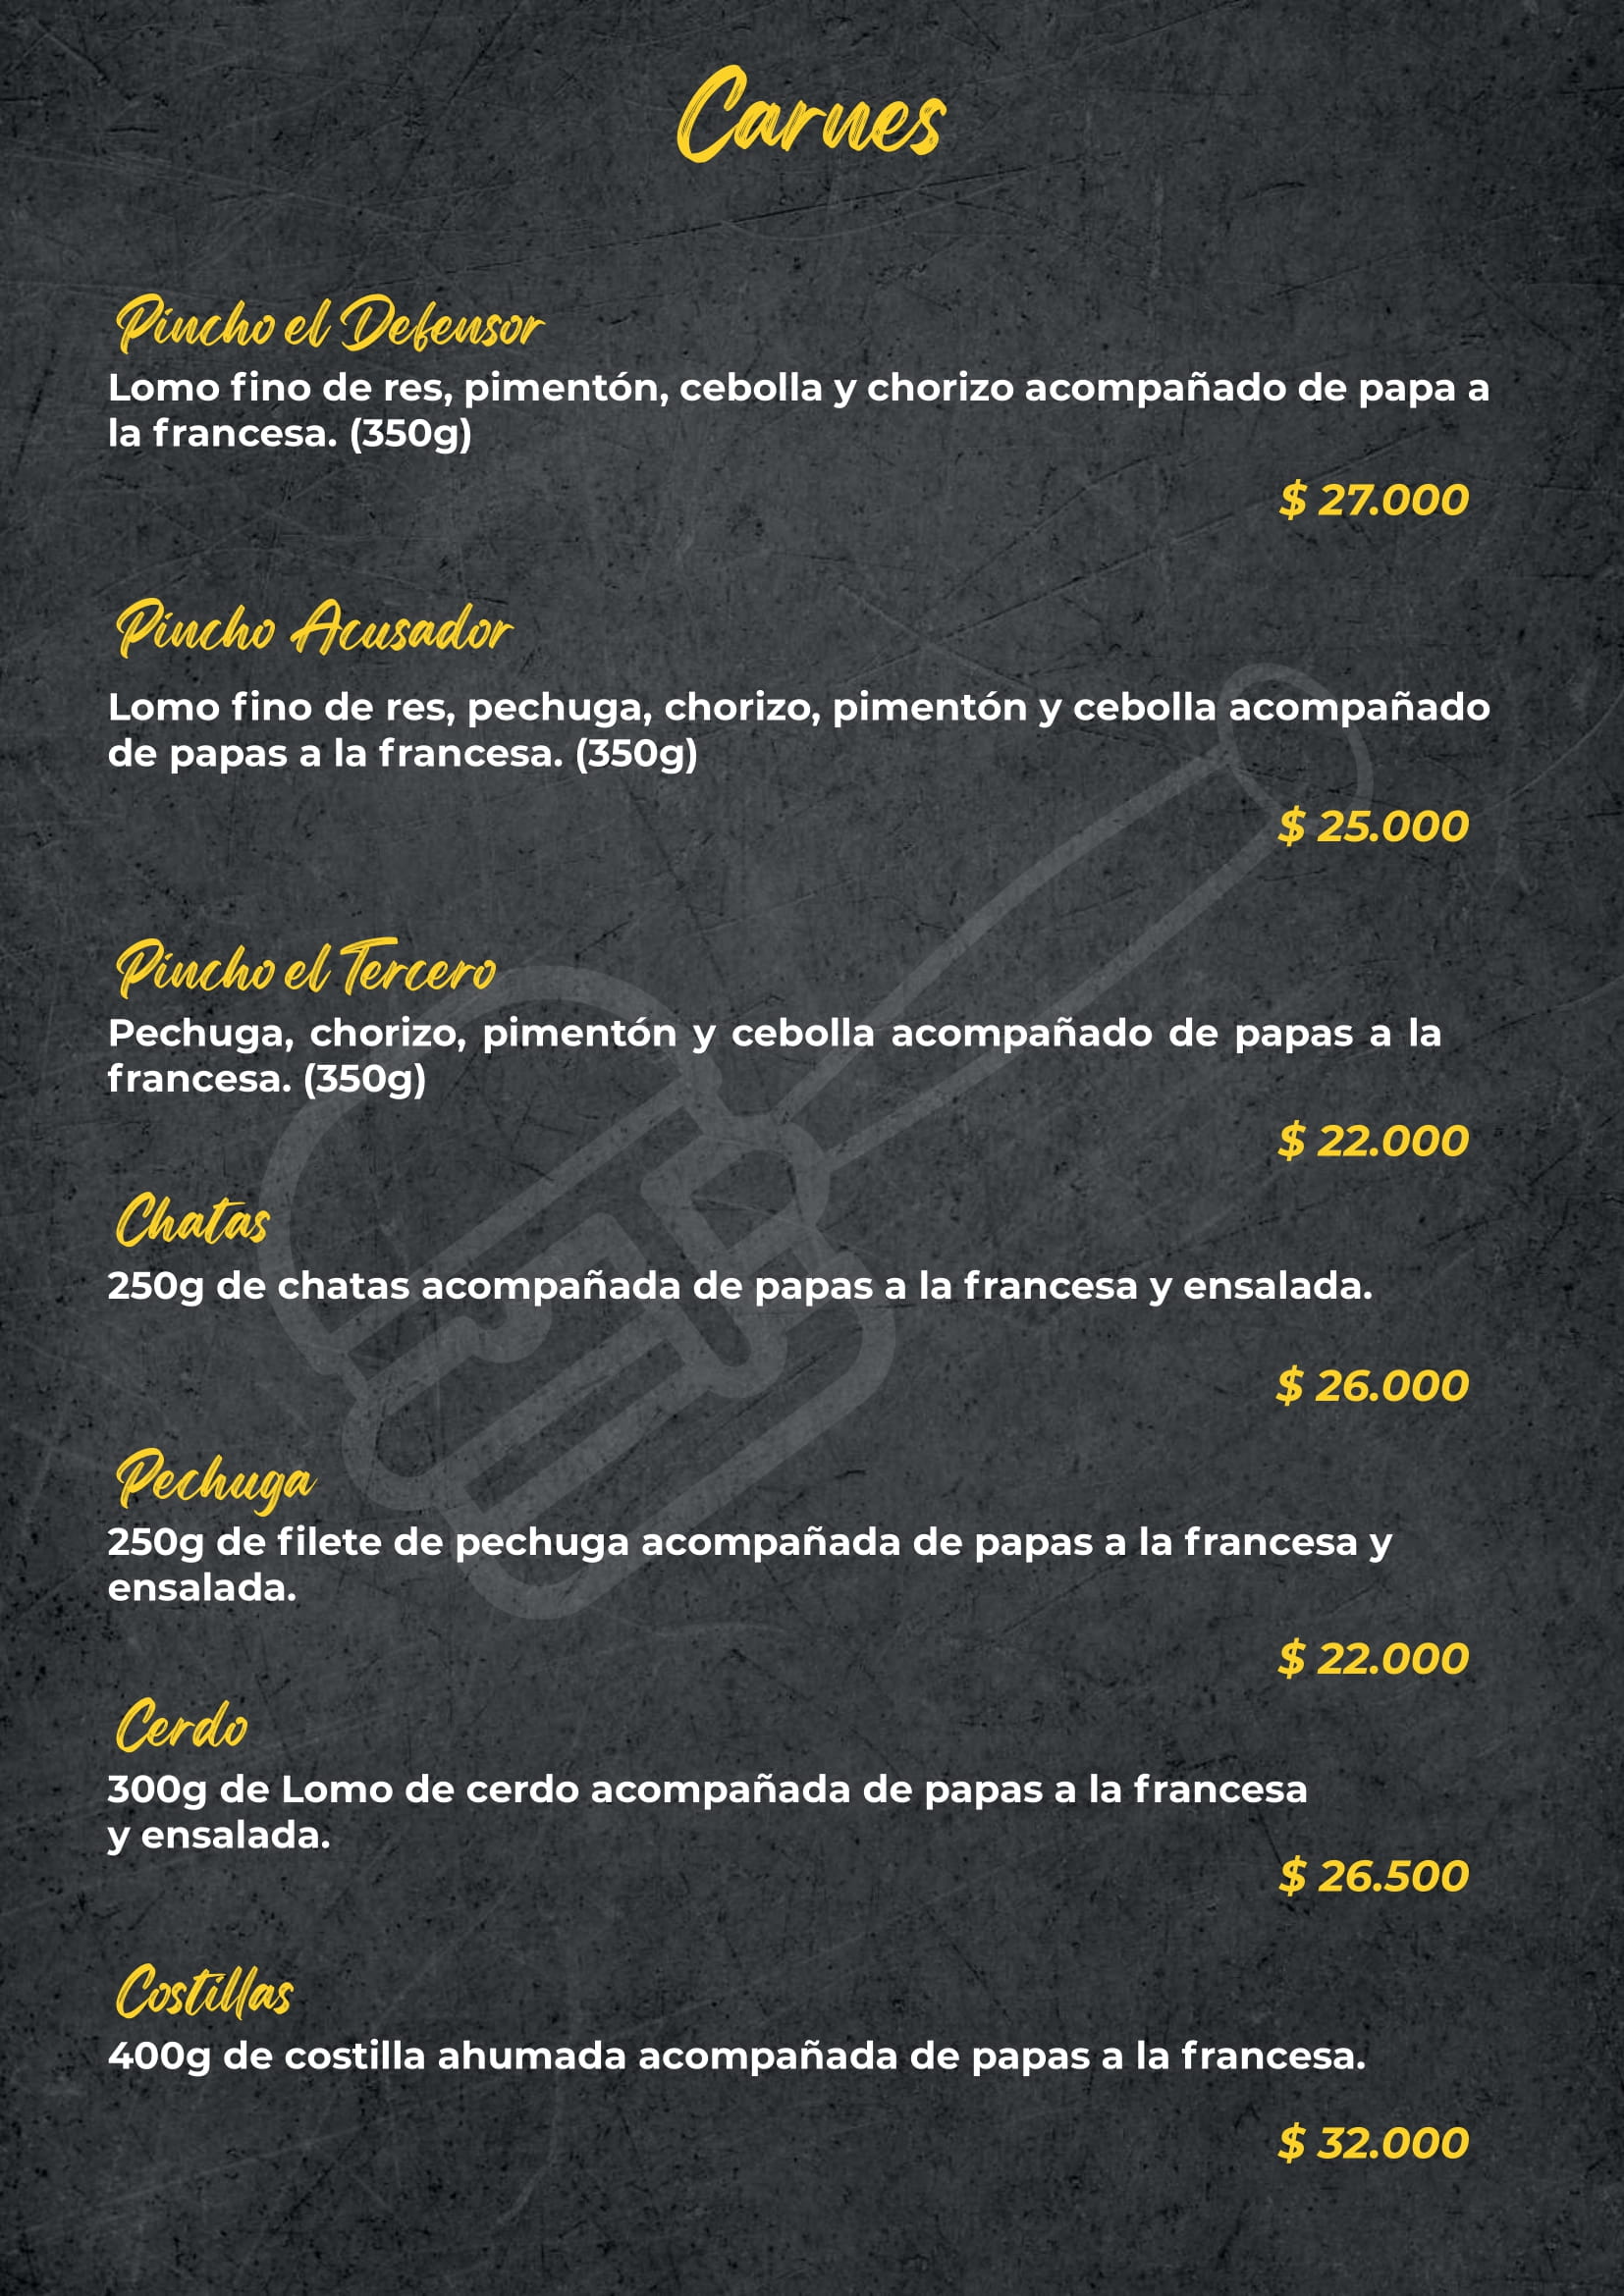 Carnes
Pincho el Defensor
Lomo fino de res, pimentón, cebolla y chorizo acompañado de papa a
la francesa. (350g)
$ 27.000
Pincho Acusador
Lomo fino de res, pechuga, chorizo, pimentón y cebolla acompañado
de papas a la francesa. (350g)
$ 25.000
Pincho el Tercero
Pechuga, chorizo, pimentón y cebolla acompañado de papas a la
francesa. (350g)
$ 22.000
Chatas
250g de chatas acompañada de papas a la francesa y ensalada.
$ 26.000
Pechuga
250g de filete de pechuga acompañada de papas a la francesa y
ensalada.
$ 22.000
Cerdo
300g de Lomo de cerdo acompañada de papas a la francesa
y ensalada.
$ 26.500
Costillas
400g de costilla ahumada acompañada de papas a la francesa.
$ 32.000